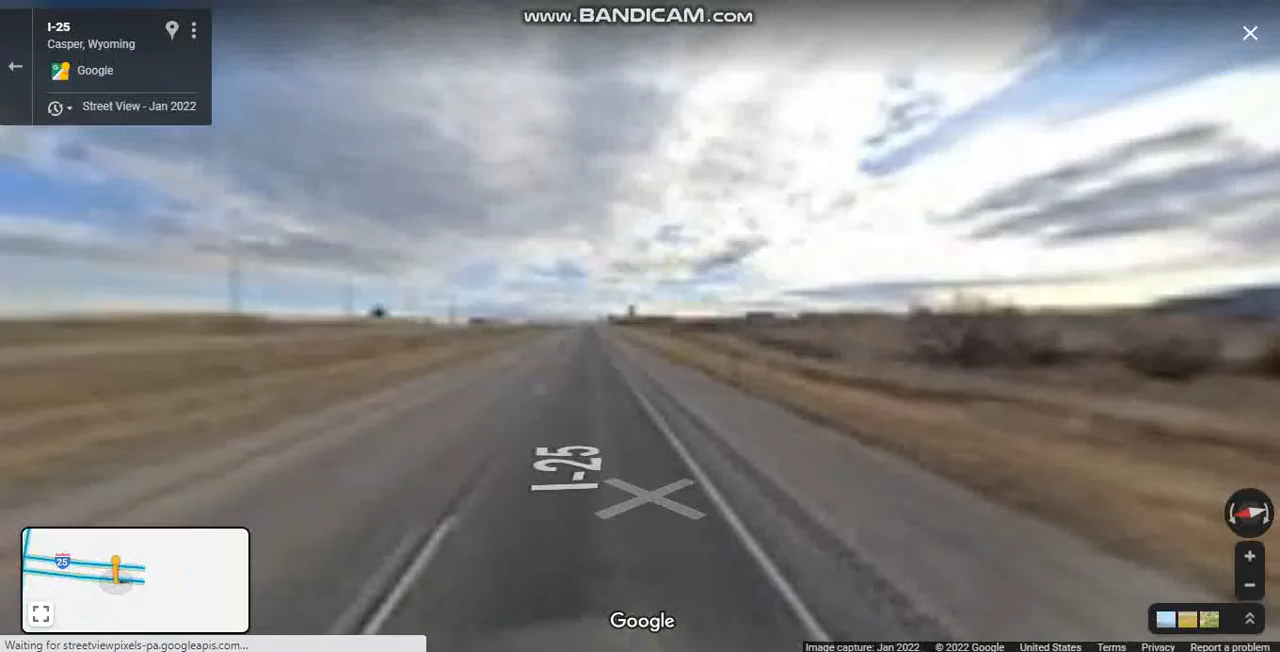 www.BANDICAM.com
I-25
Casper, Wyoming
Google
Street View - Jan 2022
I-25
25
Google
Waiting for streetviewpixels-pa.googleapis.com...
Image capture: Jan 2022 © 2022 Google United States Terms Privacy Report a problem